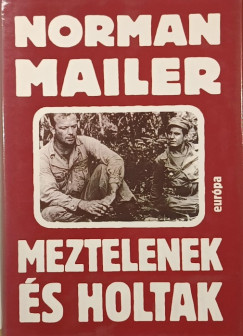 NORMAN
MAILER
európa
MEZTELENEK
ÉS HOLTAK